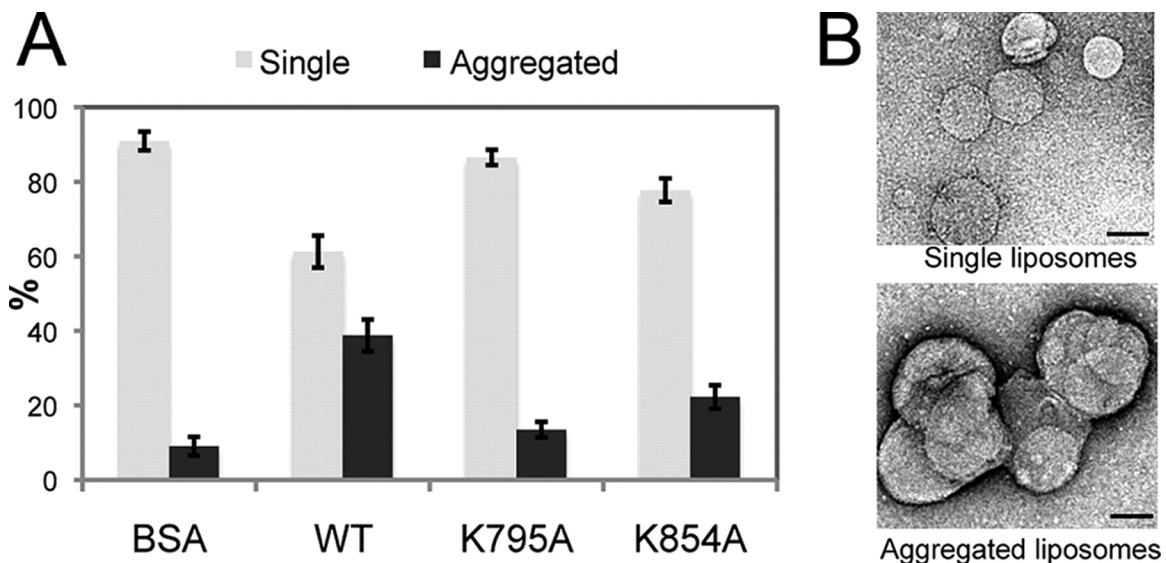 A
Single Aggregated
100
80
60
40
20
0
%
BSA WT K795A K854A
B
Single liposomes
Aggregated liposomes